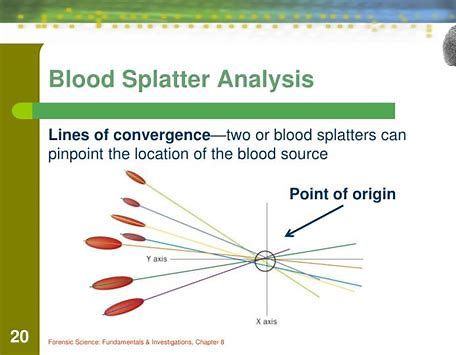 Blood Splatter Analysis
Lines of convergence—two or blood splatters can
pinpoint the location of the blood source
Point of origin
Y axis
X axis
20
Forensic Science: Fundamentals & Investigations, Chapter 8